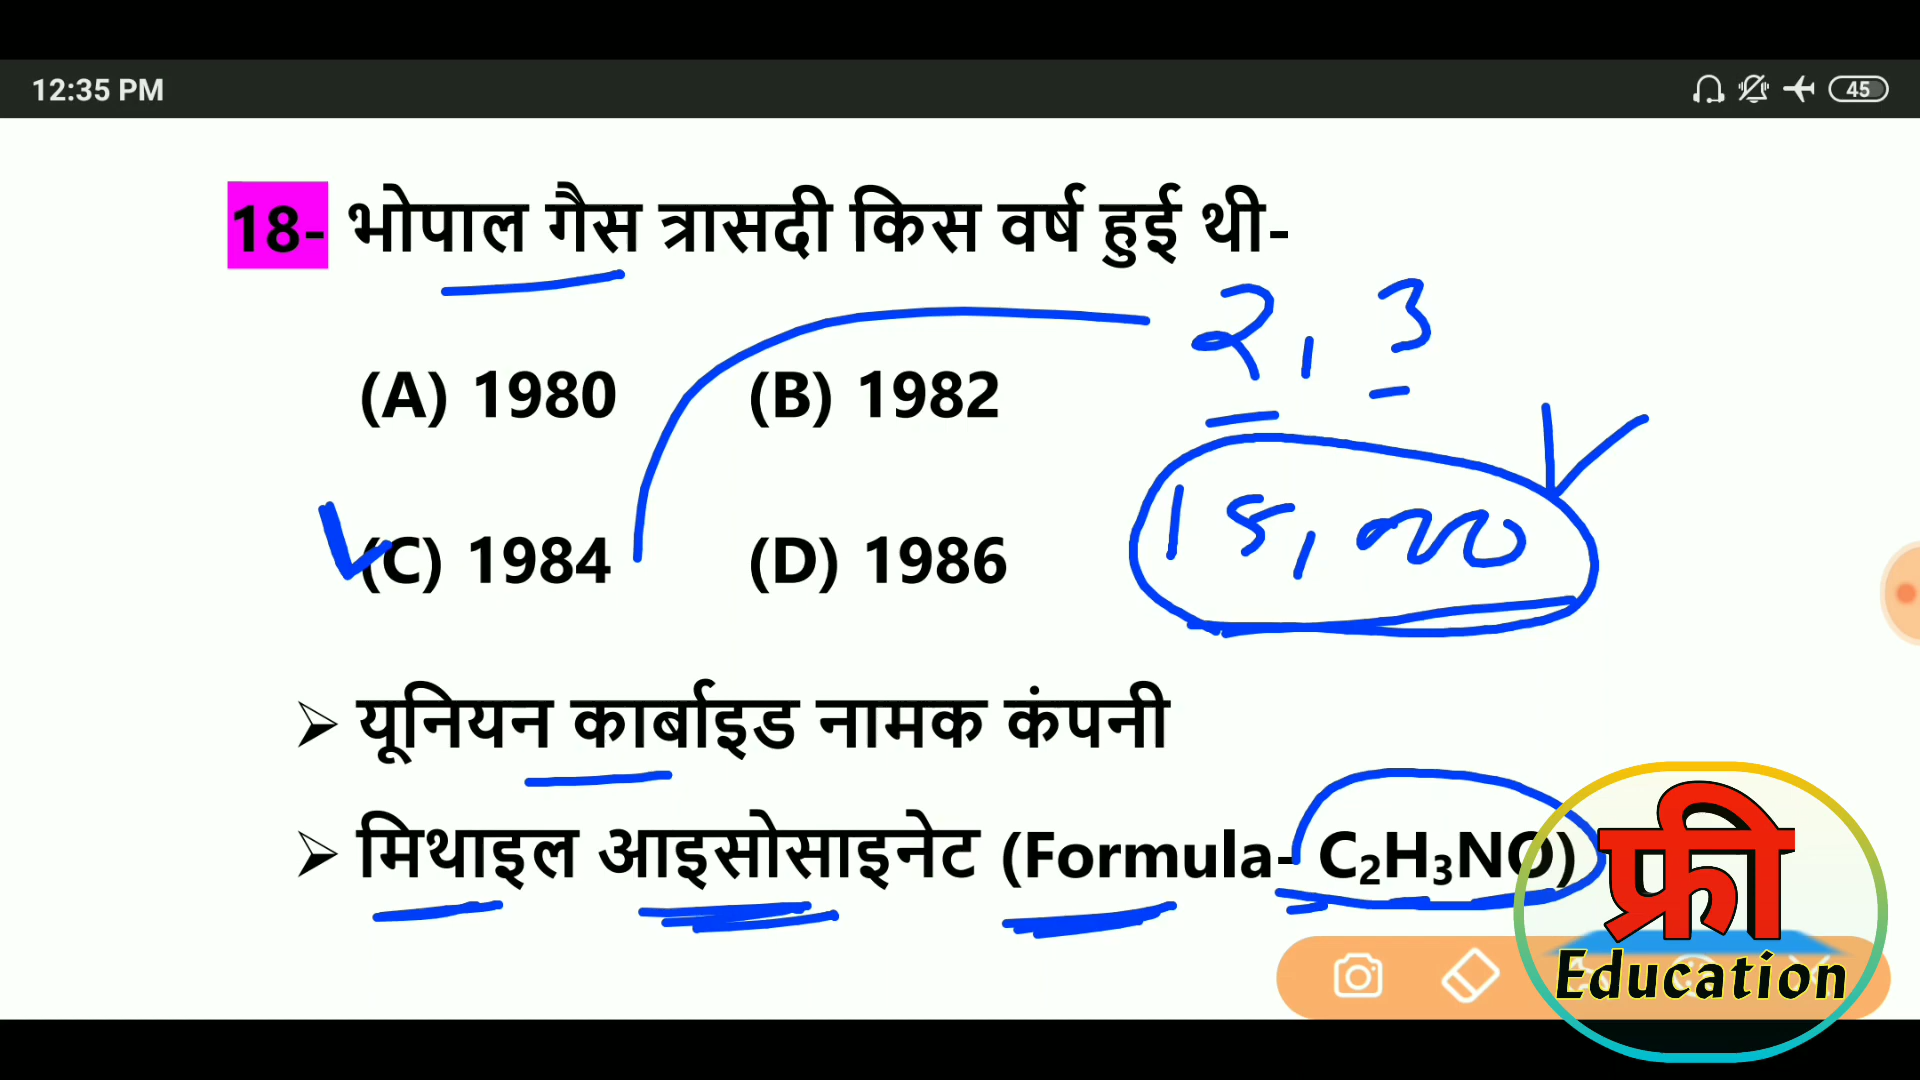 12:35 PM
45
18- भोपाल गैस त्रासदी किस वर्ष हुई थी-
2, 3
(A) 1980 (B) 1982
15,000
(C) 1984 (D) 1986
➢ यूनियन कार्बाइड नामक कंपनी
➢ मिथाइल आइसोसाइनेट (Formula- C₂H₃NO)
फ्री
Education